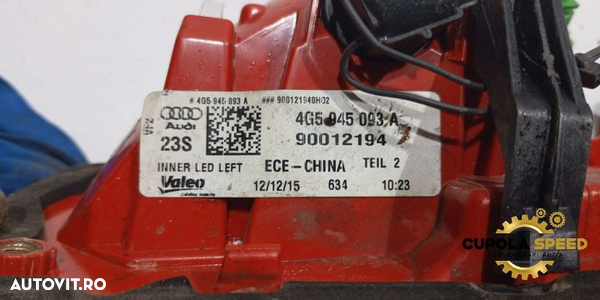 # 4G5 945 093 A ### 900121940HO2
Audi
4G5 945 093 A
23S
90012194
INNER LED LEFT ECE-CHINA TEIL 2
Valeo
12/12/15 634 10:23
CUPOLA SPEED
AUTOVIT.RO